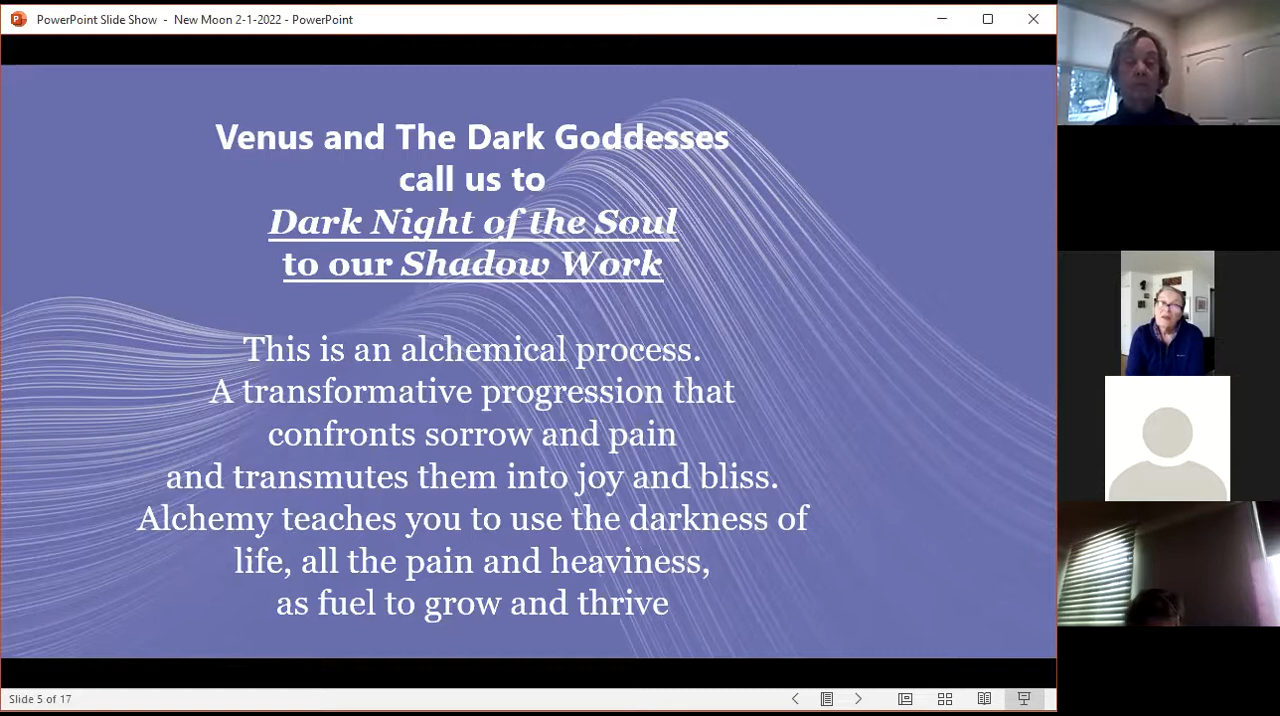 PowerPoint Slide Show - New Moon 2-1-2022 - PowerPoint
Venus and The Dark Goddesses
call us to
Dark Night of the Soul
to our Shadow Work
This is an alchemical process.
A transformative progression that
confronts sorrow and pain
and transmutes them into joy and bliss.
Alchemy teaches you to use the darkness of
life, all the pain and heaviness,
as fuel to grow and thrive
Slide 5 of 17